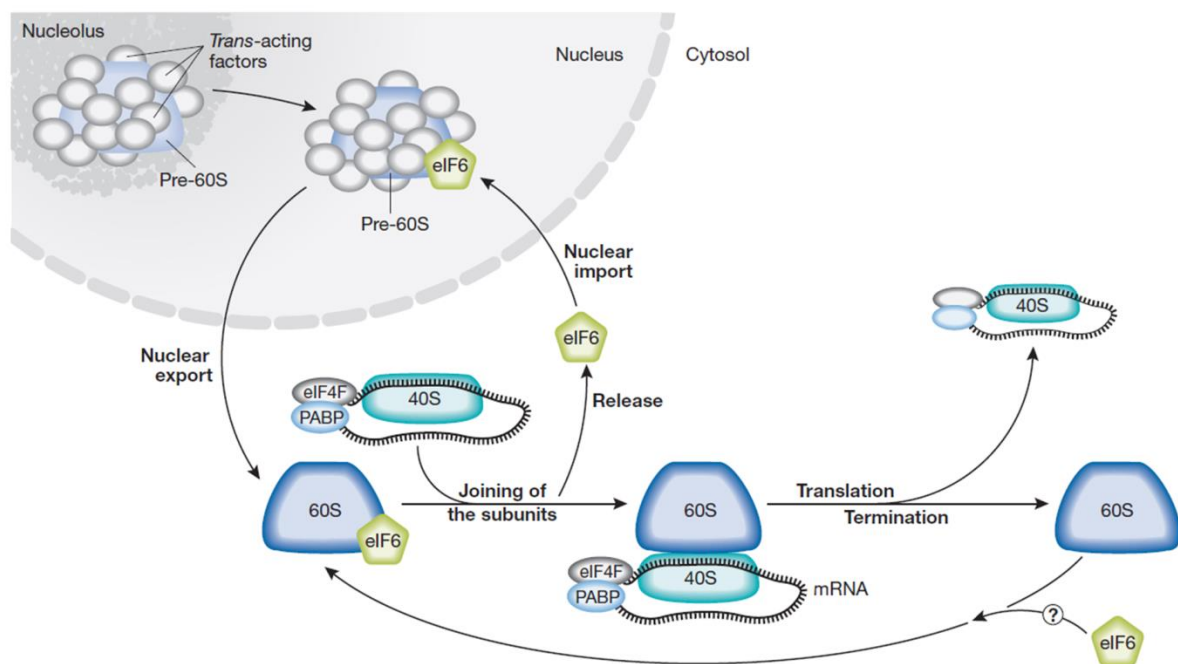 Nucleolus
Trans-acting
factors
Nucleus
Cytosol
Pre-60S
eIF6
Pre-60S
Nuclear
import
eIF6
Nuclear
export
eIF4F
PABP
40S
Release
40S
60S
eIF6
Joining of
the subunits
60S
eIF4F
PABP
40S
mRNA
Translation
Termination
60S
?
eIF6